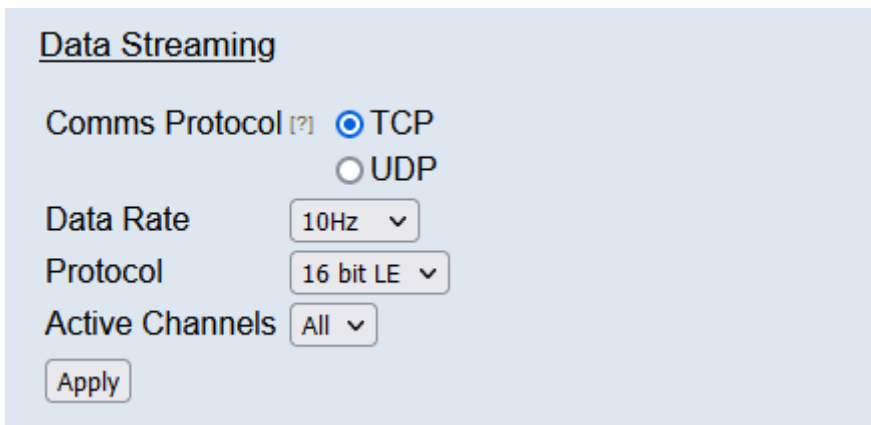 Data Streaming
Comms Protocol [?] TCP
UDP
Data Rate 10Hz
Protocol 16 bit LE
Active Channels All
Apply